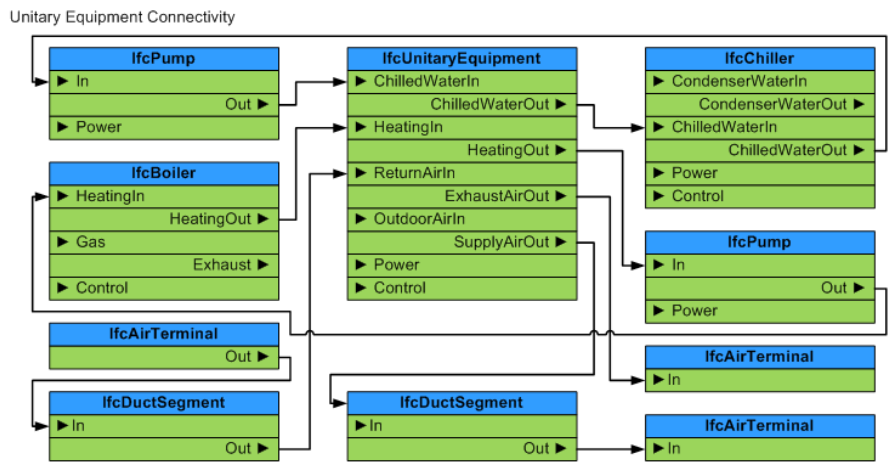 Unitary Equipment Connectivity
IfcPump
▶ In
Out ▶
▶ Power
IfcBoiler
▶ HeatingIn
HeatingOut ▶
▶ Gas
Exhaust ▶
▶ Control
IfcAirTerminal
Out ▶
IfcDuctSegment
▶In
Out ▶
IfcUnitaryEquipment
▶ ChilledWaterIn
ChilledWaterOut ▶
▶ HeatingIn
HeatingOut ▶
▶ ReturnAirIn
ExhaustAirOut ▶
▶ OutdoorAirIn
SupplyAirOut ▶
▶ Power
▶ Control
IfcDuctSegment
▶In
Out ▶
IfcChiller
▶ CondenserWaterIn
CondenserWaterOut ▶
▶ ChilledWaterIn
ChilledWaterOut ▶
▶ Power
▶ Control
IfcPump
▶ In
Out ▶
▶ Power
IfcAirTerminal
▶In
IfcAirTerminal
▶In